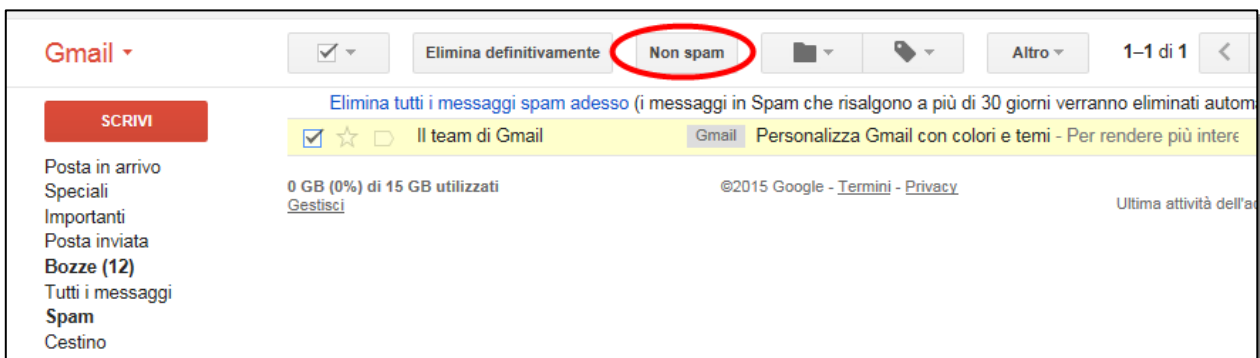 Gmail
Elimina definitivamente
Non spam
Altro
1–1 di 1
Elimina tutti i messaggi spam adesso (i messaggi in Spam che risalgono a più di 30 giorni verranno eliminati autom
SCRIVI
Il team di Gmail Gmail Personalizza Gmail con colori e temi - Per rendere più intere
Posta in arrivo
Speciali
Importanti
Posta inviata
Bozze (12)
Tutti i messaggi
Spam
Cestino
0 GB (0%) di 15 GB utilizzati
Gestisci
©2015 Google - Termini - Privacy
Ultima attività dell'ac